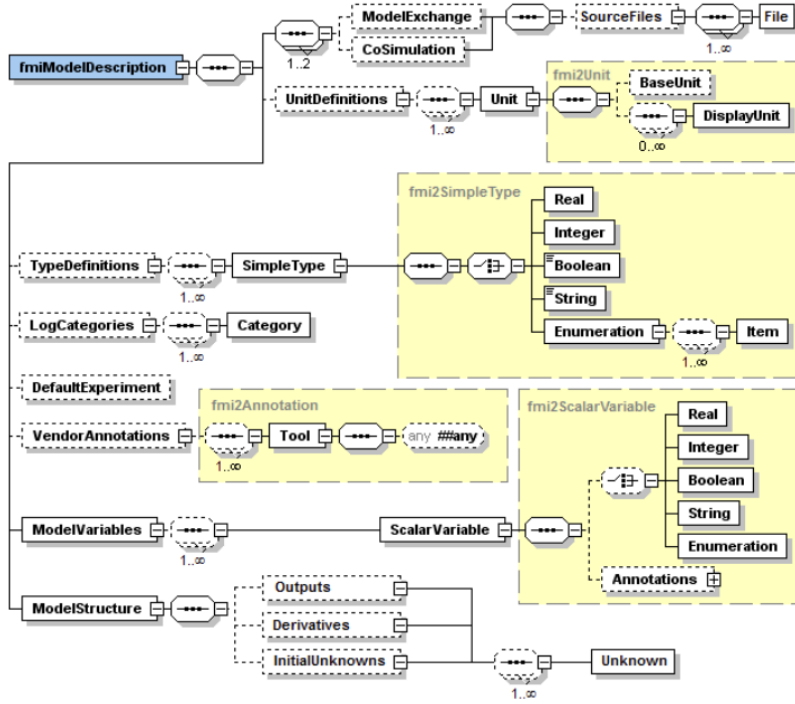 ModelExchange
CoSimulation
1..2
SourceFiles
1..∞
File
fmiModelDescription
fmi2Unit
UnitDefinitions
1..∞
Unit
BaseUnit
DisplayUnit
0..∞
fmi2SimpleType
Real
Integer
TypeDefinitions
1..∞
SimpleType
Boolean
String
LogCategories
1..∞
Category
Enumeration
1..∞
Item
DefaultExperiment
fmi2Annotation
VendorAnnotations
1..∞
Tool
any ##any
fmi2ScalarVariable
Real
Integer
Boolean
String
Enumeration
ModelVariables
1..∞
ScalarVariable
Annotations
ModelStructure
Outputs
Derivatives
InitialUnknowns
1..∞
Unknown